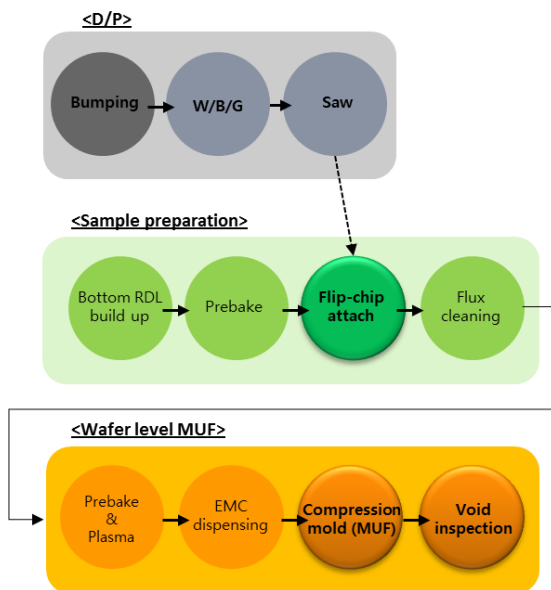 <D/P>
Bumping
W/B/G
Saw
<Sample preparation>
Bottom RDL
build up
Prebake
Flip-chip
attach
Flux
cleaning
<Wafer level MUF>
Prebake
&
Plasma
EMC
dispensing
Compression
mold (MUF)
Void
inspection